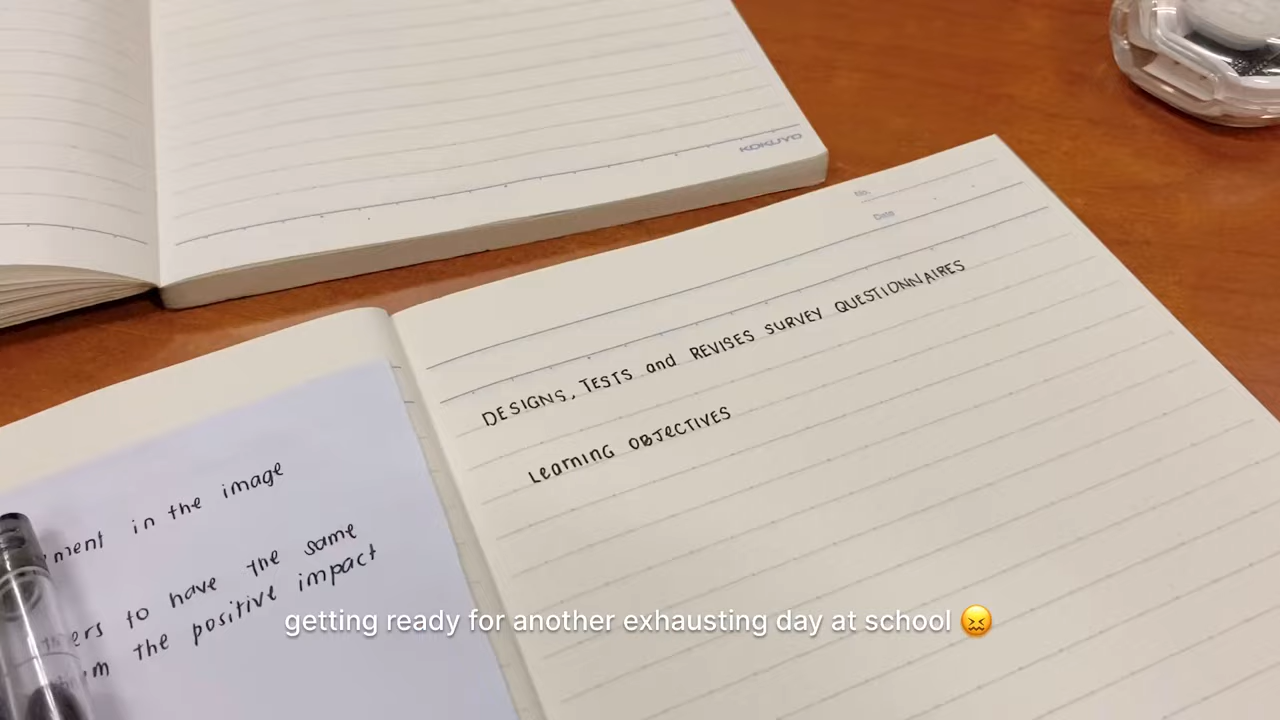 KOKUYO
No.
Date
DESIGNS, TESTS and REVISES SURVEY QUESTIONNAIRES
Learning OBJECTIVES
in the image
to have the same
the positive impact
getting ready for another exhausting day at school 😖